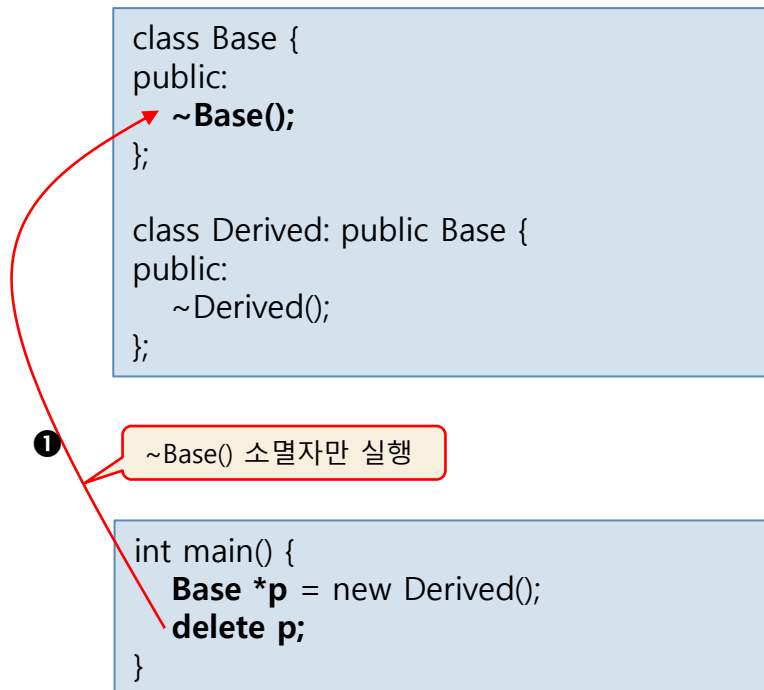 class Base {
public:
~Base();
};
class Derived: public Base {
public:
~Derived();
};
❶
~Base() 소멸자만 실행
int main() {
Base *p = new Derived();
delete p;
}